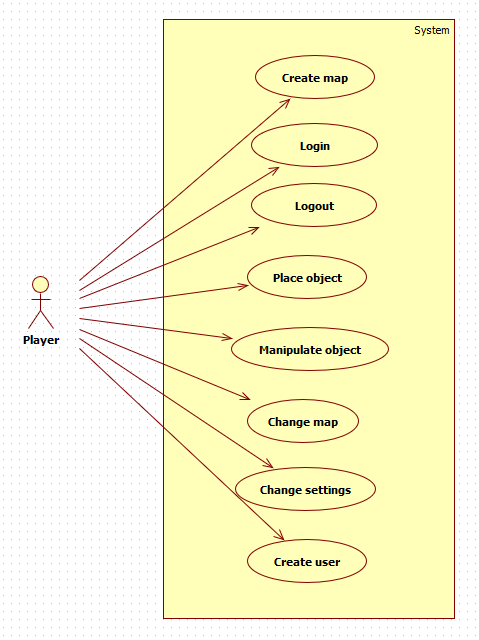 System
Create map
Login
Logout
Place object
Player
Manipulate object
Change map
Change settings
Create user